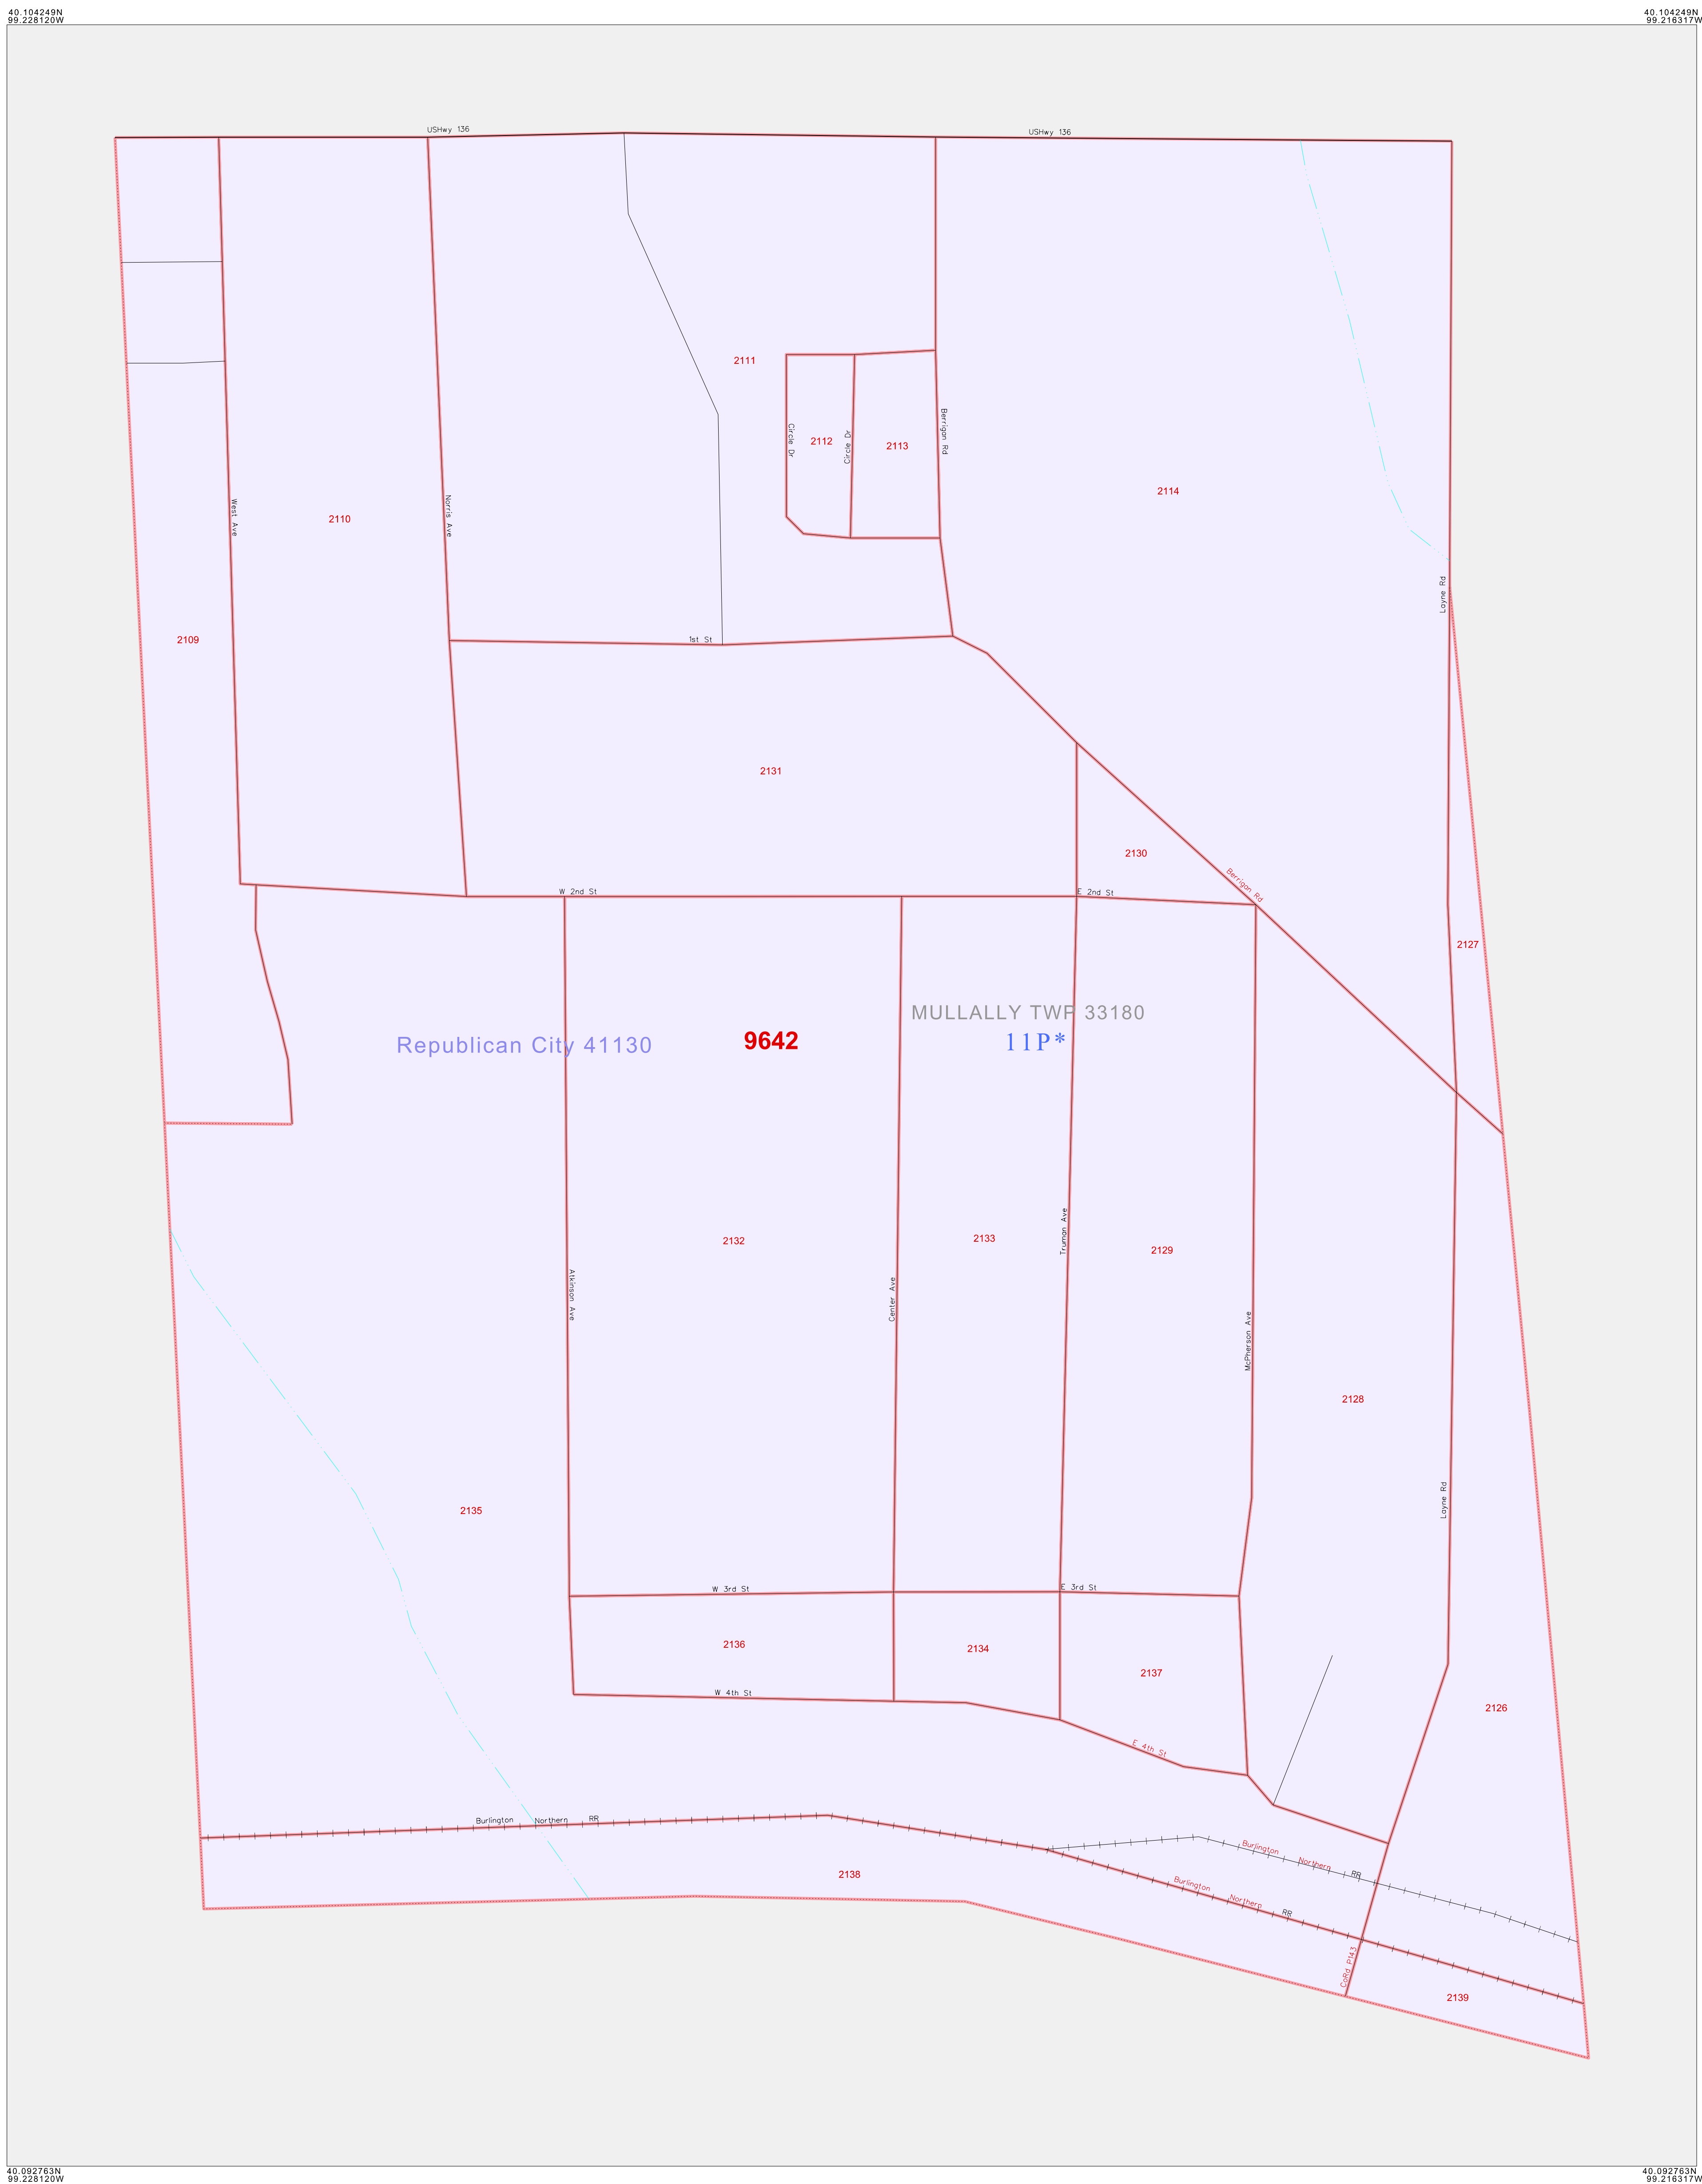 40.104249N
99.228120W
40.104249N
99.216317W
USHwy 136
USHwy 136
2111
Circle Dr
2112
Circle Dr
2113
Berrigan Rd
2114
West Ave
2110
Norris Ave
Layne Rd
2109
1st St
2131
2130
Berrigan Rd
W 2nd St
E 2nd St
2127
MULLALLY TWP 33180
Republican City 41130
9642
11P*
2132
2133
Truman Ave
2129
Atkinson Ave
Center Ave
McPherson Ave
2128
2135
Layne Rd
W 3rd St
E 3rd St
2136
2134
2137
W 4th St
2126
E 4th St
Burlington Northern RR
Burlington Northern RR
2138
Burlington Northern RR
CoRd P143
2139
40.092763N
99.228120W
40.092763N
99.216317W